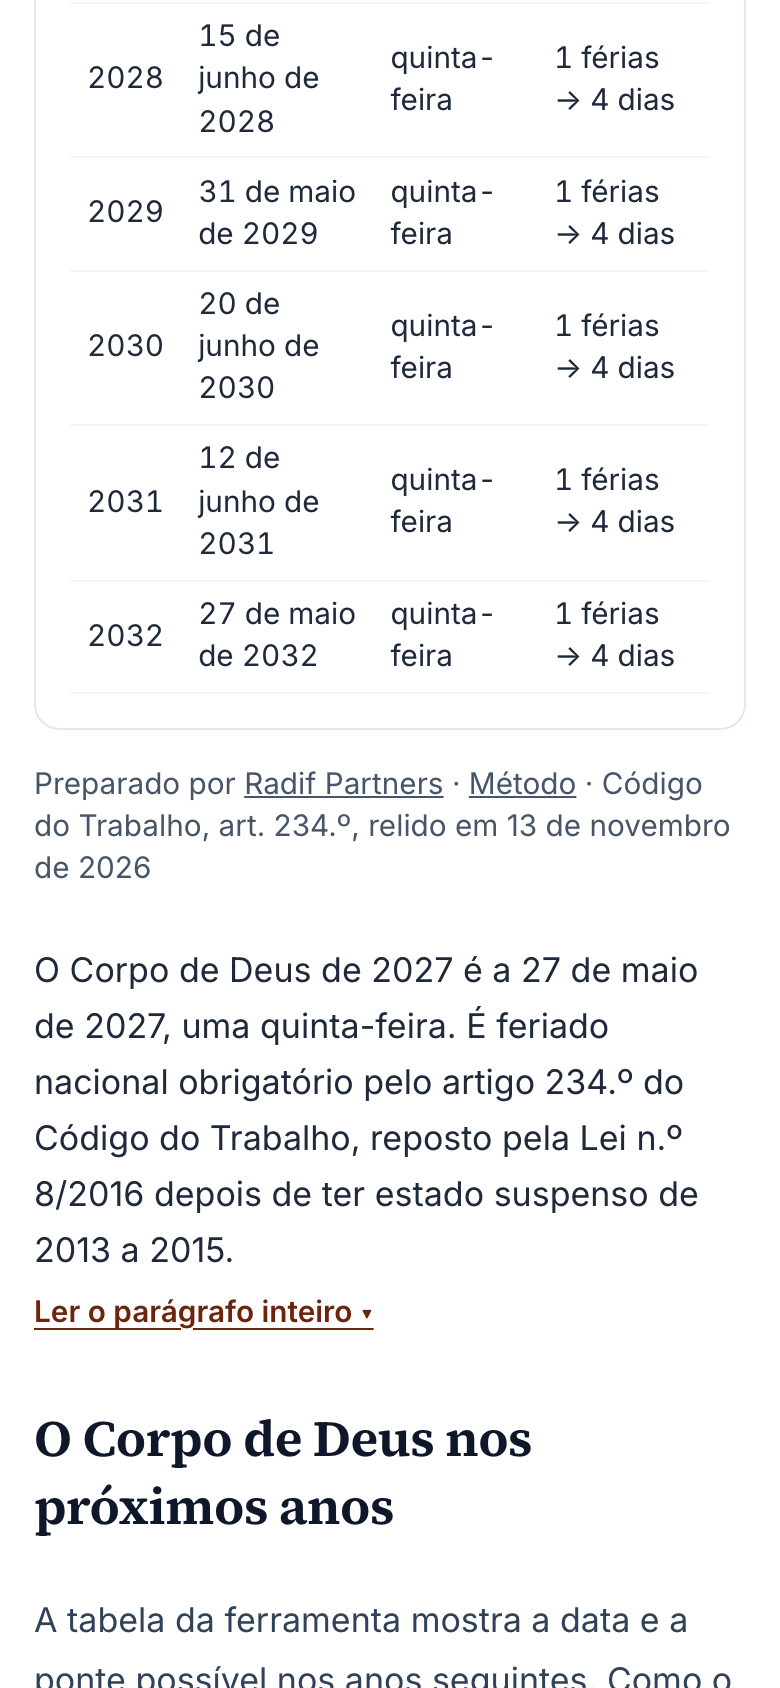 15 de
2028 junho de quinta-feira 1 férias → 4 dias
2028
2029 31 de maio de 2029 quinta-feira 1 férias → 4 dias
20 de
2030 junho de quinta-feira 1 férias → 4 dias
2030
12 de
2031 junho de quinta-feira 1 férias → 4 dias
2031
2032 27 de maio de 2032 quinta-feira 1 férias → 4 dias
Preparado por Radif Partners · Método · Código
do Trabalho, art. 234.º, relido em 13 de novembro
de 2026
O Corpo de Deus de 2027 é a 27 de maio
de 2027, uma quinta-feira. É feriado
nacional obrigatório pelo artigo 234.º do
Código do Trabalho, reposto pela Lei n.º
8/2016 depois de ter estado suspenso de
2013 a 2015.
Ler o parágrafo inteiro ▾
O Corpo de Deus nos
próximos anos
A tabela da ferramenta mostra a data e a
ponte possível nos anos seguintes. Como o